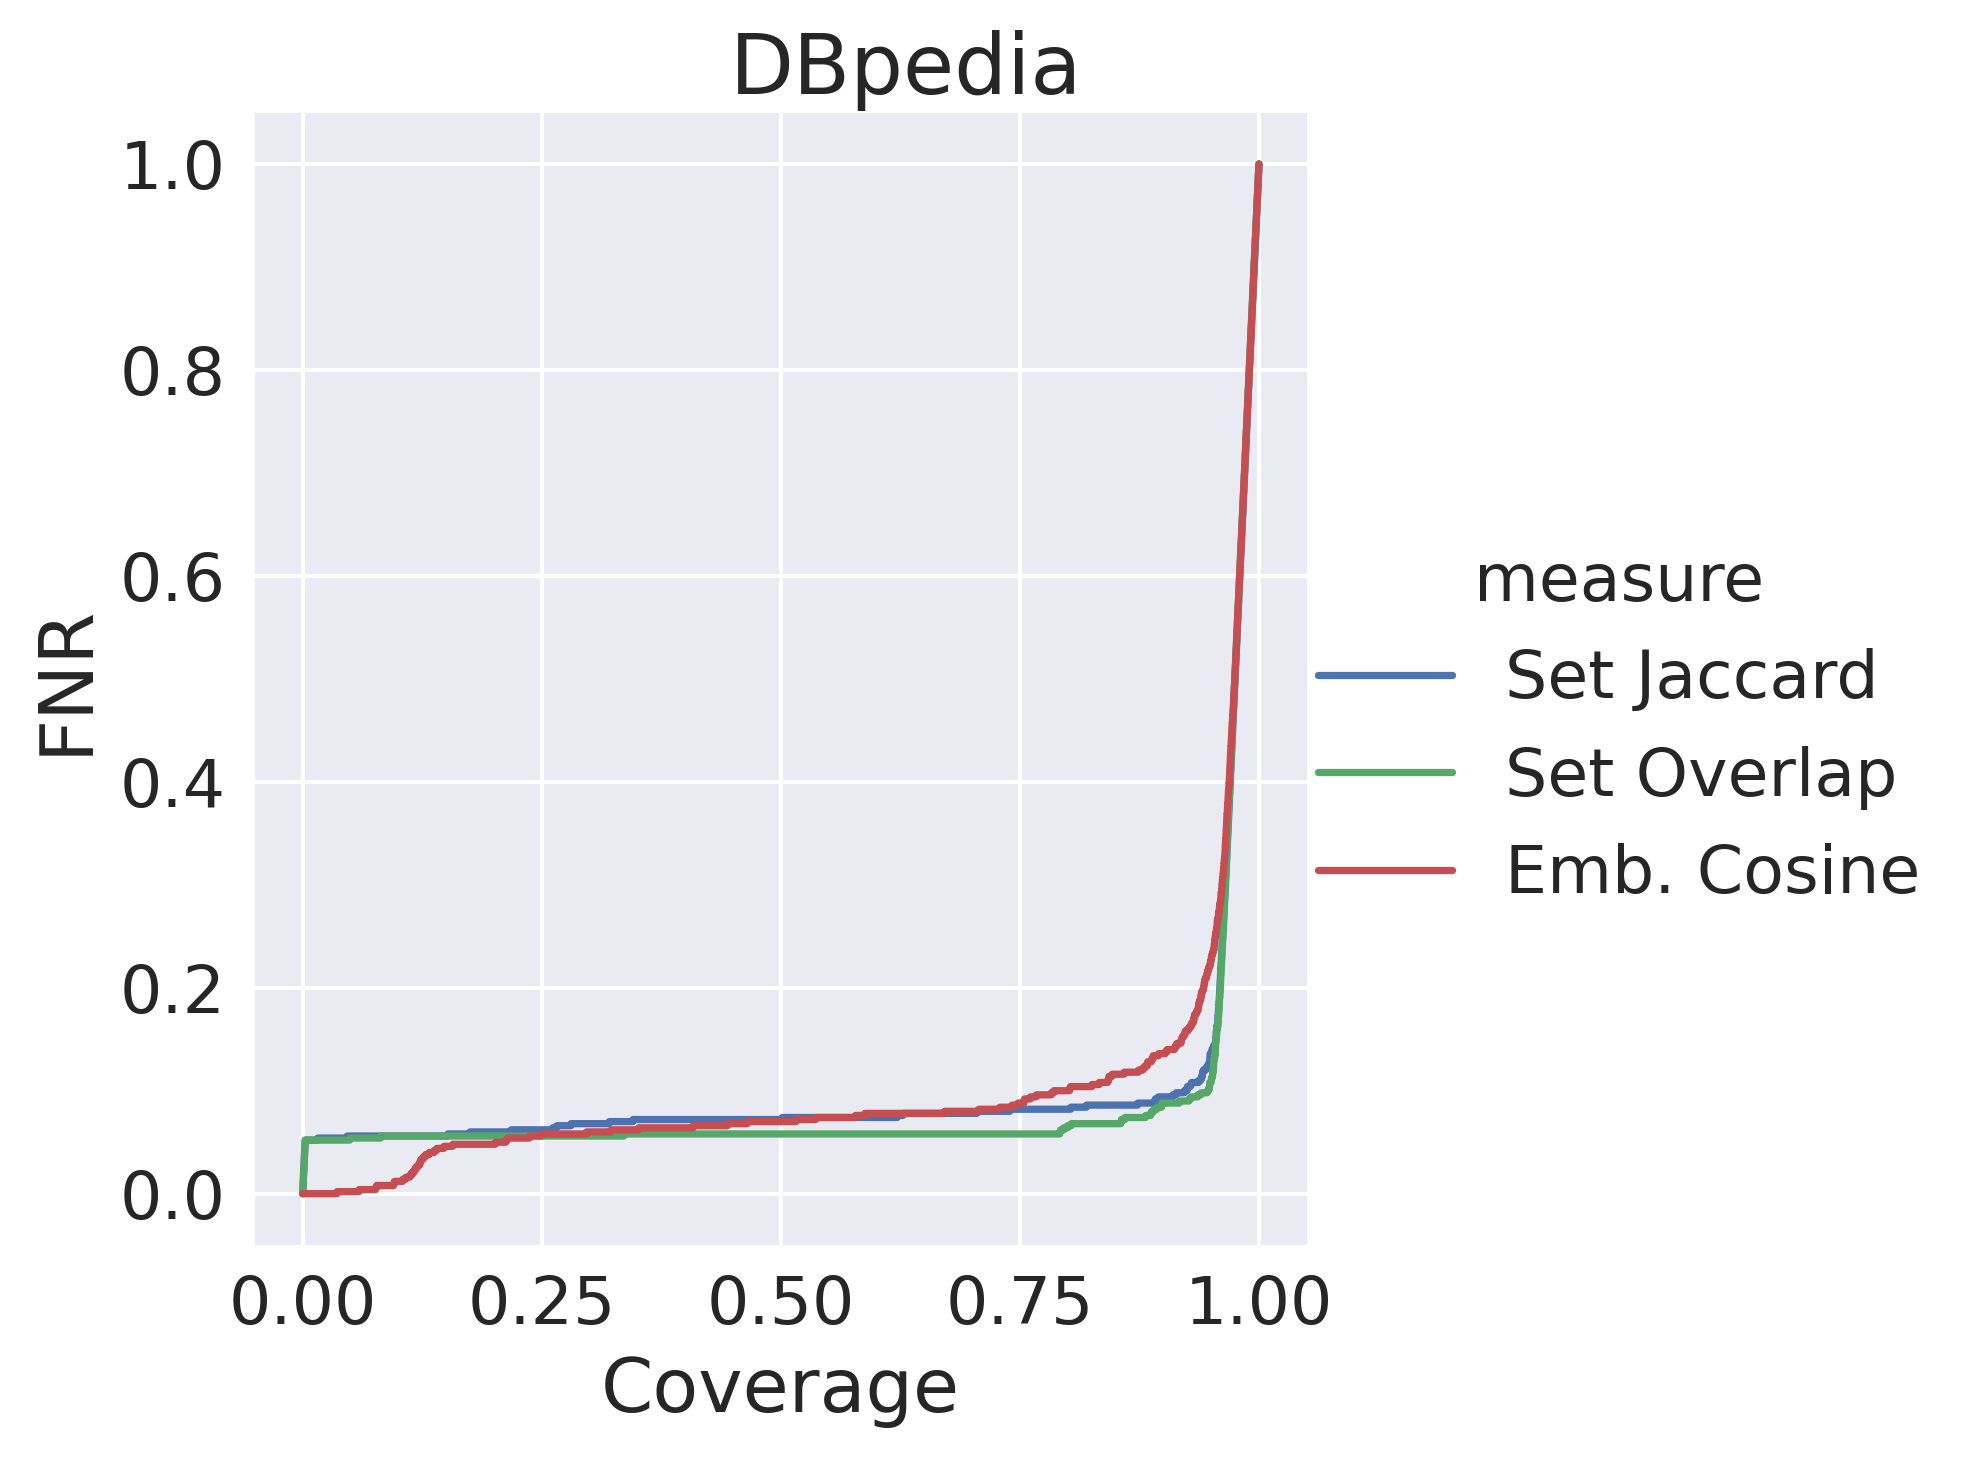 DBpedia
1.0
0.8
0.6
0.4
0.2
0.0
FNR
0.00 0.25 0.50 0.75 1.00
Coverage
measure
Set Jaccard
Set Overlap
Emb. Cosine